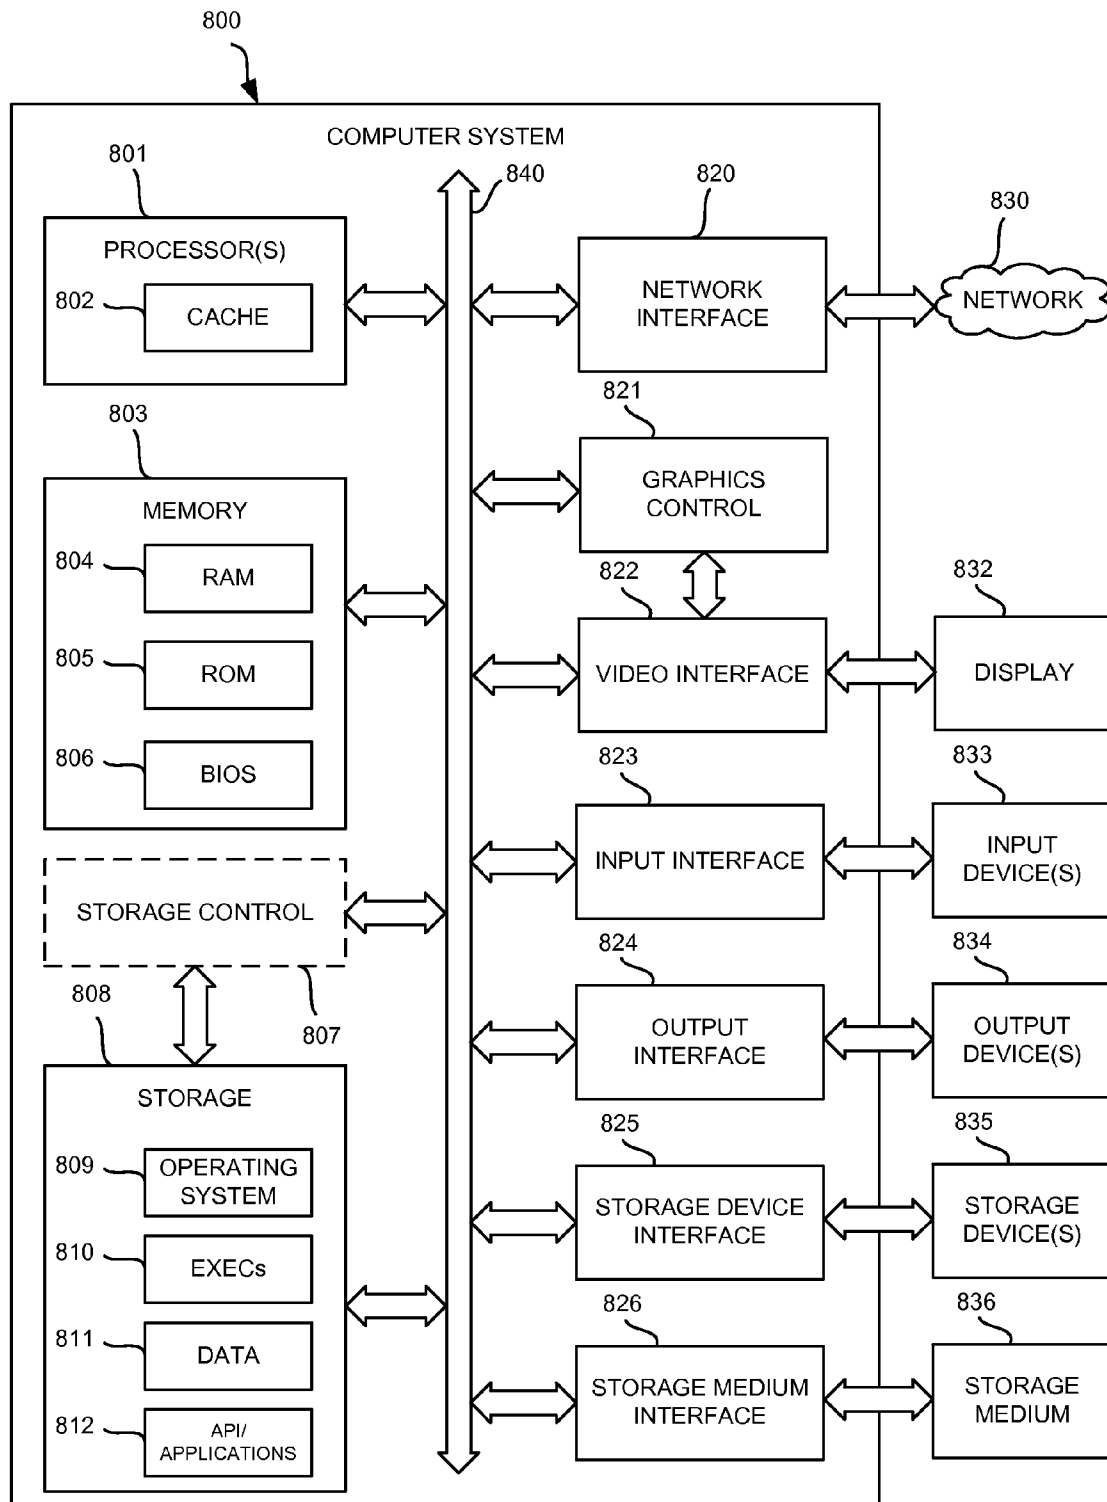 800
COMPUTER SYSTEM
801
840
820
830
PROCESSOR(S)
802
CACHE
NETWORK
INTERFACE
NETWORK
821
803
GRAPHICS
CONTROL
MEMORY
804
RAM
822
832
805
ROM
VIDEO INTERFACE
DISPLAY
806
BIOS
823
833
INPUT INTERFACE
INPUT
DEVICE(S)
STORAGE CONTROL
824
834
808
807
OUTPUT
INTERFACE
OUTPUT
DEVICE(S)
STORAGE
825
835
809
OPERATING
SYSTEM
STORAGE DEVICE
INTERFACE
STORAGE
DEVICE(S)
810
EXECs
826
836
811
DATA
STORAGE MEDIUM
INTERFACE
STORAGE
MEDIUM
812
API/
APPLICATIONS